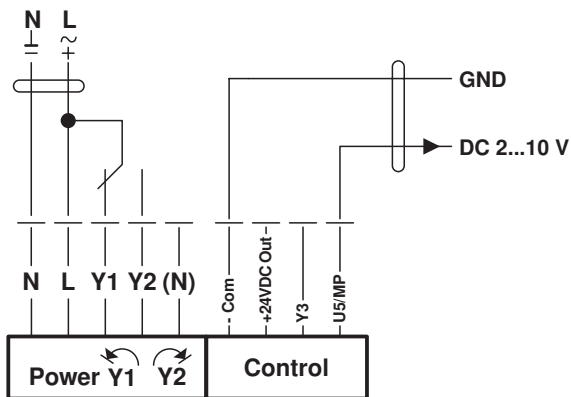 N L
⊥ ~
= +
GND
DC 2...10 V
N L Y1 Y2 (N)
- Com
+24VDC Out
Y3
U5/MP
Power Y1 Y2
Control